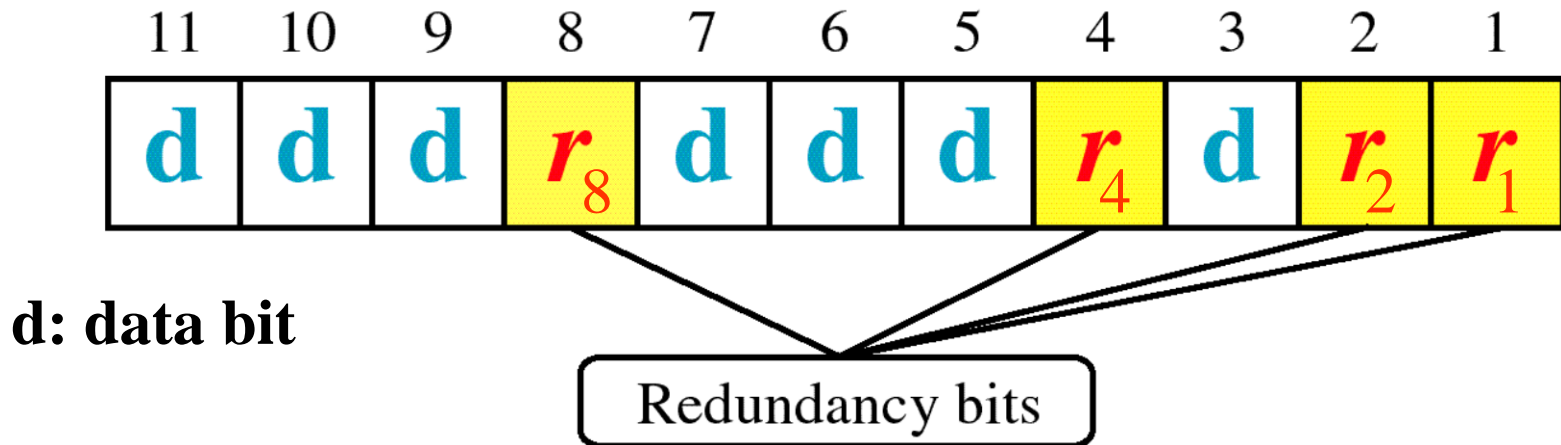 11 10 9 8 7 6 5 4 3 2 1
d d d r8 d d d r4 d r2 r1
d: data bit
Redundancy bits